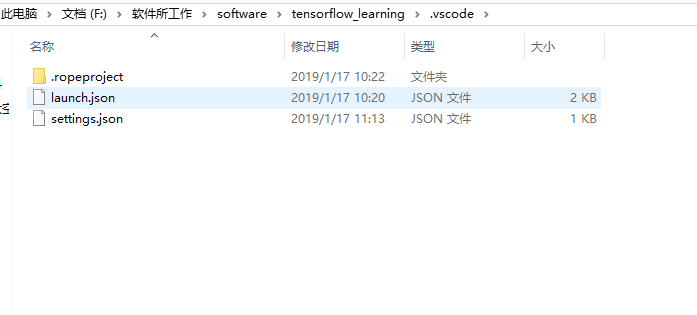 此电脑 > 文档 (F:) > 软件所工作 > software > tensorflow_learning > .vscode >
名称 修改日期 类型 大小
.ropeproject 2019/1/17 10:22 文件夹
launch.json 2019/1/17 10:20 JSON 文件 2 KB
settings.json 2019/1/17 11:13 JSON 文件 1 KB